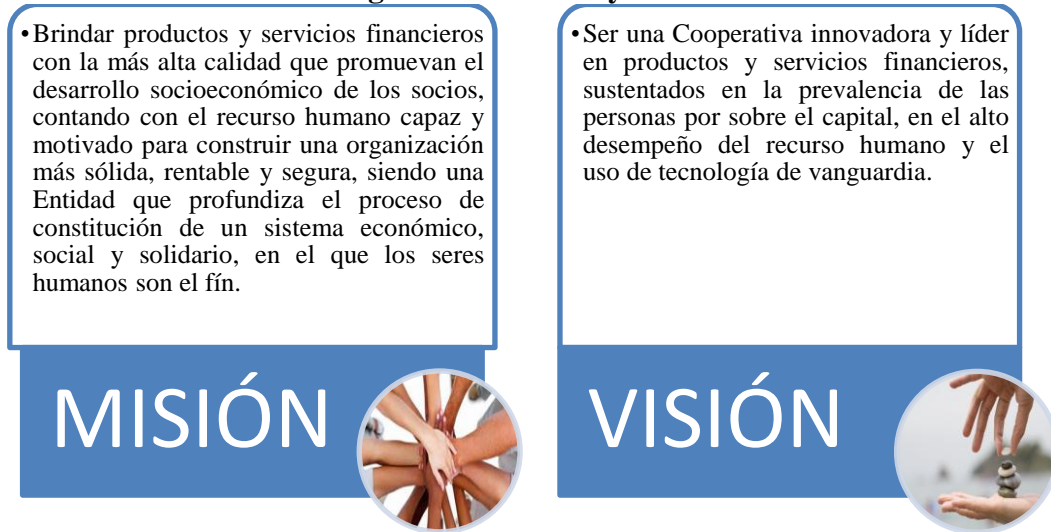 •Brindar productos y servicios financieros
con la más alta calidad que promuevan el
desarrollo socioeconómico de los socios,
contando con el recurso humano capaz y
motivado para construir una organización
más sólida, rentable y segura, siendo una
Entidad que profundiza el proceso de
constitución de un sistema económico,
social y solidario, en el que los seres
humanos son el fín.
MISIÓN
•Ser una Cooperativa innovadora y líder
en productos y servicios financieros,
sustentados en la prevalencia de las
personas por sobre el capital, en el alto
desempeño del recurso humano y el
uso de tecnología de vanguardia.
VISIÓN